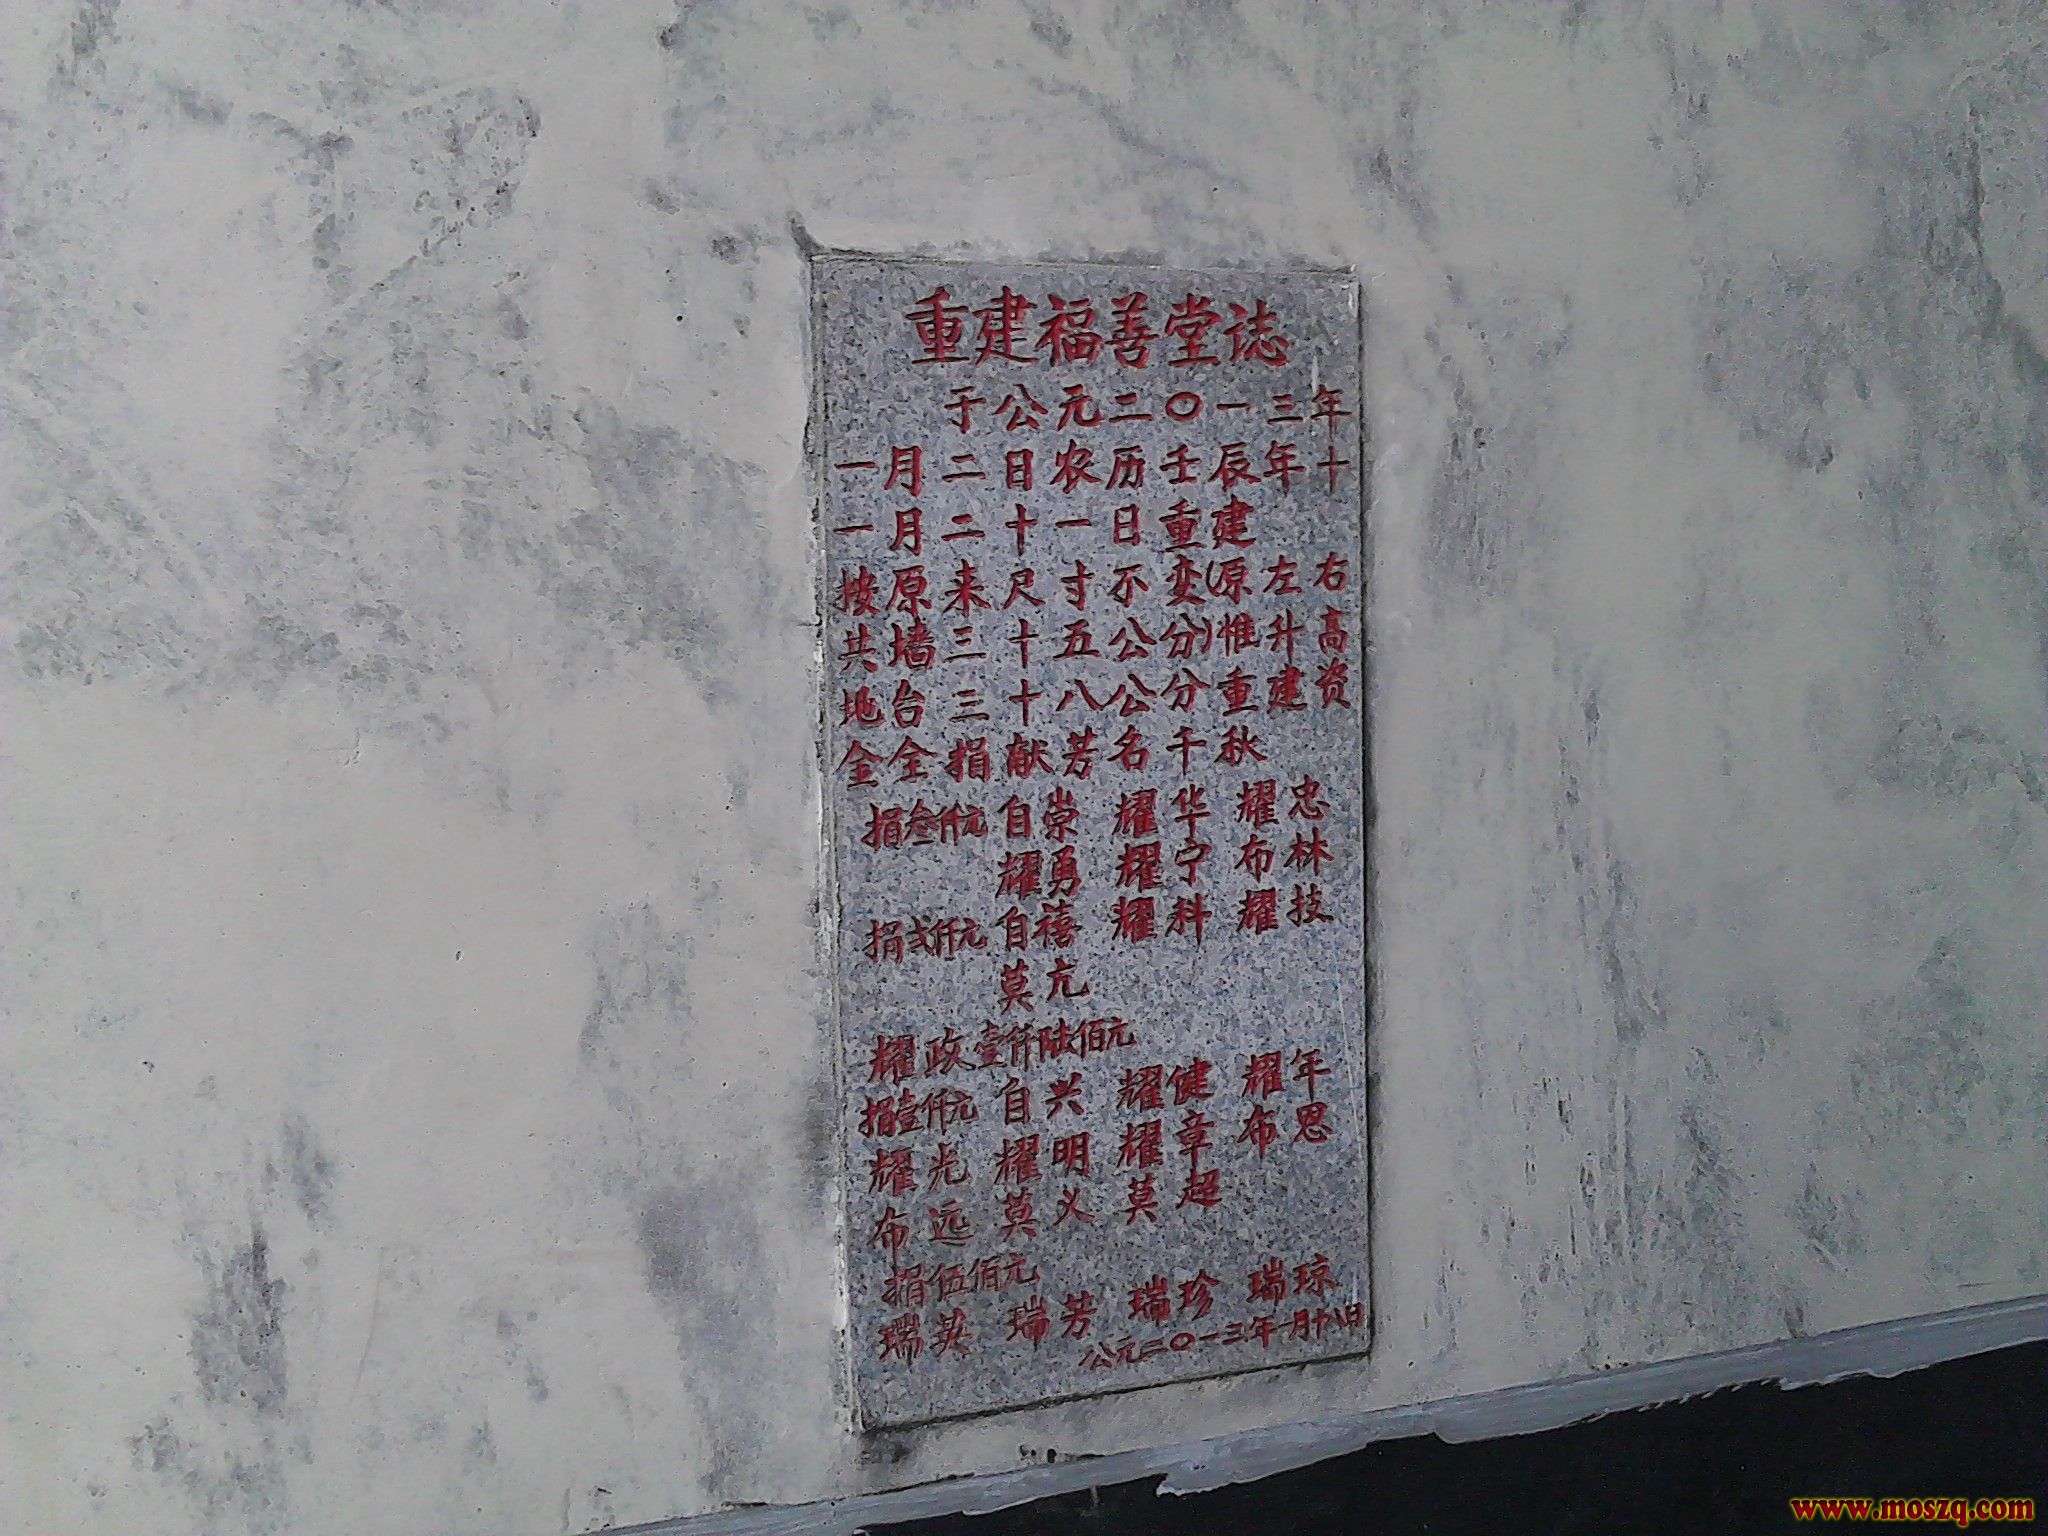 重建福善堂誌
于公元二〇一三年
一月二日农历壬辰年十
一月二十一日重建
按原来尺寸不变(原左右
共墙三十五公分)惟升高
地台三十八公分重建资
金全捐献芳名千秋
捐叁仟元 自崇 耀华 耀忠
耀勇 耀宁 布林
捐弍仟元 自禧 耀科 耀技
莫亢
耀政壹仟陆佰元
捐壹仟元 自兴 耀健 耀年
耀光 耀明 耀章 布恩
布远 莫义 莫超
捐伍佰元
瑞英 瑞芳 瑞珍 瑞琼
公元二〇一三年一月十八日
www.moszq.com